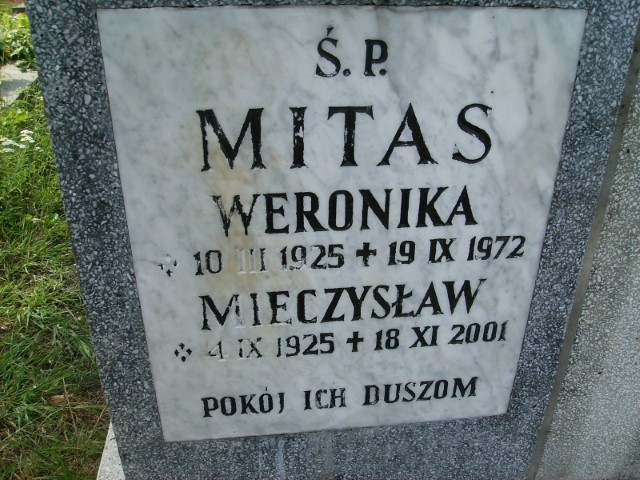 Ś. P.
MITAS
WERONIKA
10 III 1925 + 19 IX 1972
MIECZYSŁAW
4 IX 1925 + 18 XI 2001
POKÓJ ICH DUSZOM